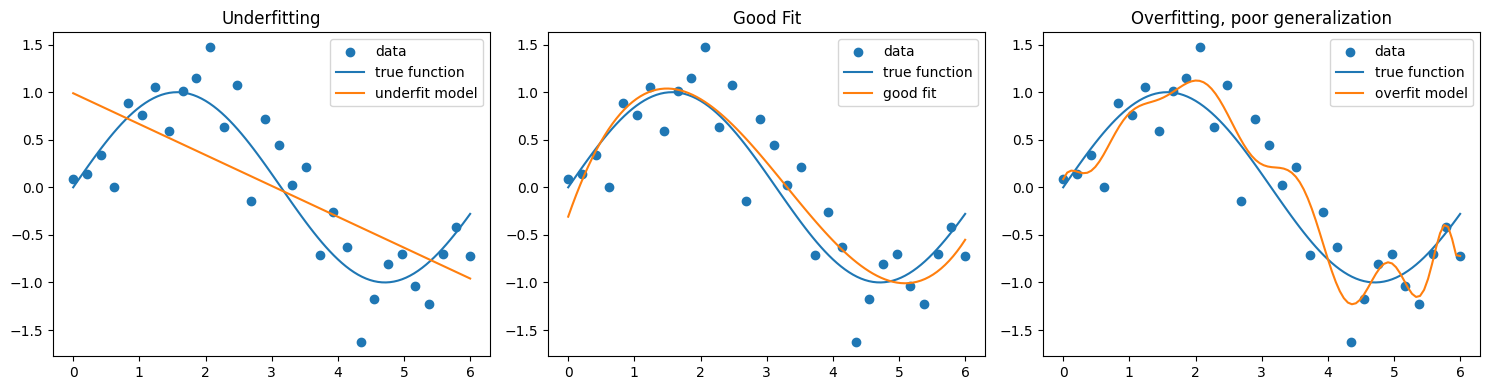 Underfitting
data
true function
underfit model
1.5
1.0
0.5
0.0
−0.5
−1.0
−1.5
0 1 2 3 4 5 6
Good Fit
data
true function
good fit
1.5
1.0
0.5
0.0
−0.5
−1.0
−1.5
0 1 2 3 4 5 6
Overfitting, poor generalization
data
true function
overfit model
1.5
1.0
0.5
0.0
−0.5
−1.0
−1.5
0 1 2 3 4 5 6